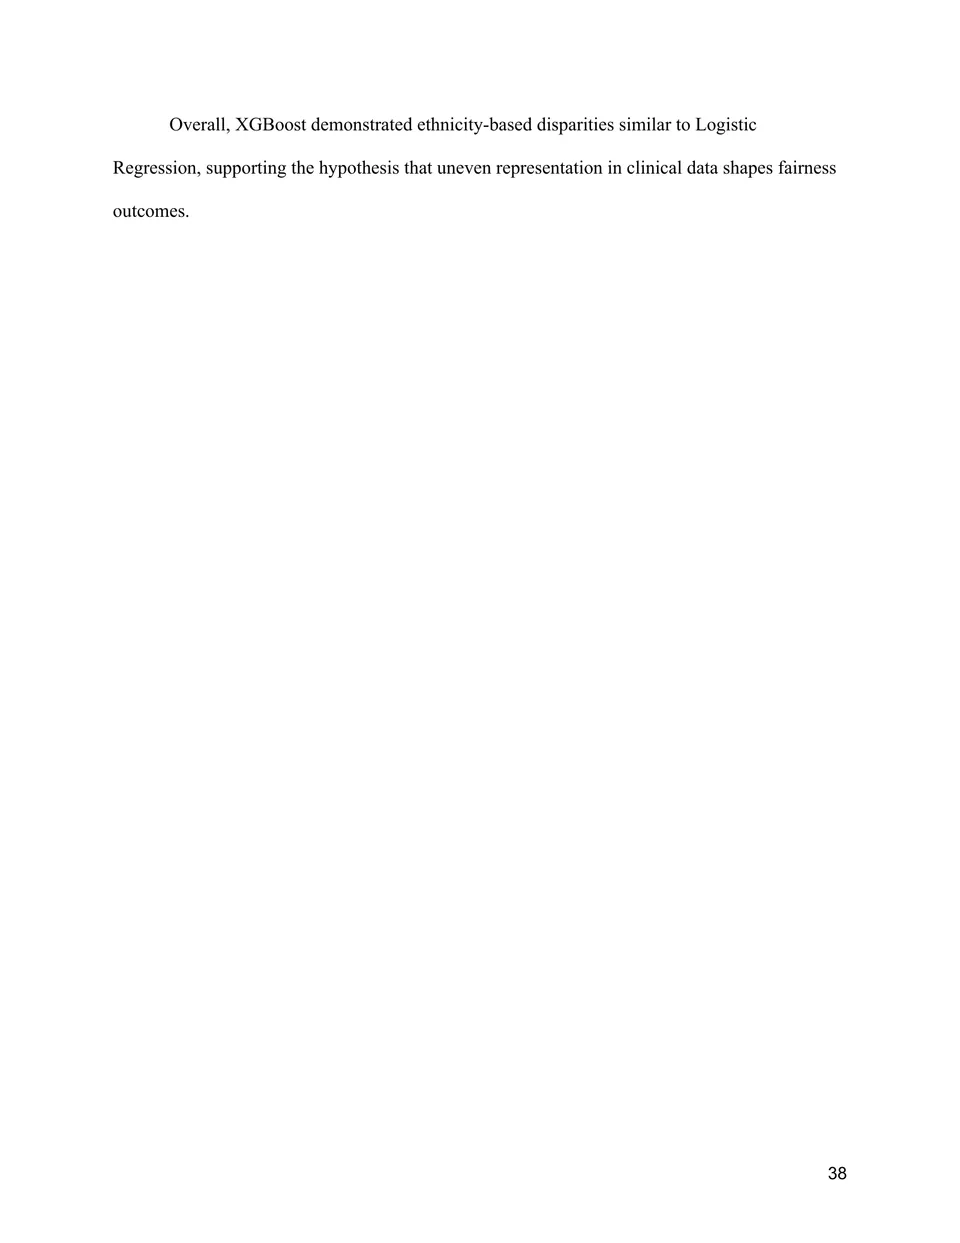 Overall, XGBoost demonstrated ethnicity-based disparities similar to Logistic
Regression, supporting the hypothesis that uneven representation in clinical data shapes fairness
outcomes.
38